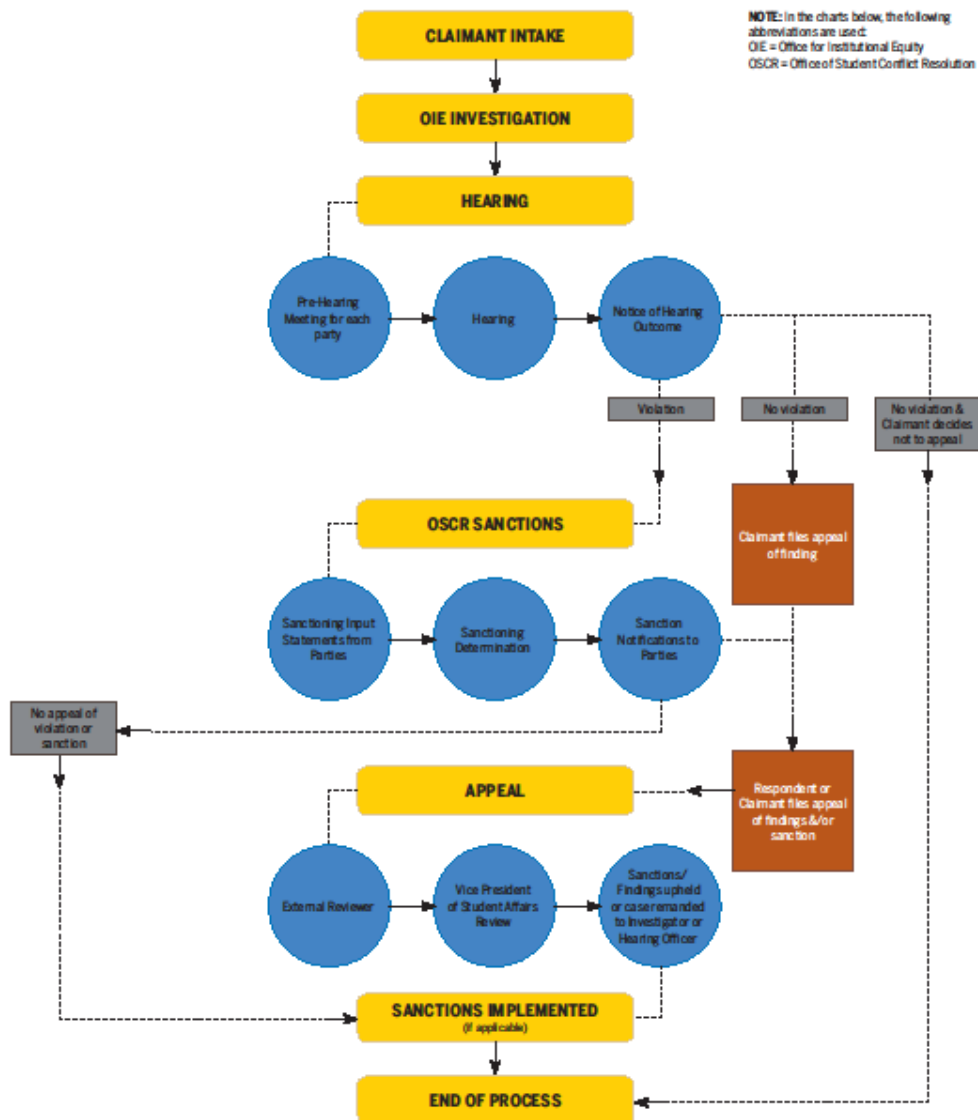 NOTE: In the charts below, the following
abbreviations are used:
OIE = Office for Institutional Equity
OSCR = Office of Student Conflict Resolution
CLAIMANT INTAKE
OIE INVESTIGATION
HEARING
Pre-Hearing
Meeting for each
party
Hearing
Notice of Hearing
Outcome
Violation
No violation
No violation &
Claimant decides
not to appeal
OSCR SANCTIONS
Claimant files appeal
of finding
Sanctioning Input
Statements from
Parties
Sanctioning
Determination
Sanction
Notifications to
Parties
No appeal of
violation or
sanction
APPEAL
Respondent or
Claimant files appeal
of findings &/or
sanction
External Reviewer
Vice President
of Student Affairs
Review
Sanctions/
Findings upheld
or case remanded
to Investigator or
Hearing Officer
SANCTIONS IMPLEMENTED
(if applicable)
END OF PROCESS